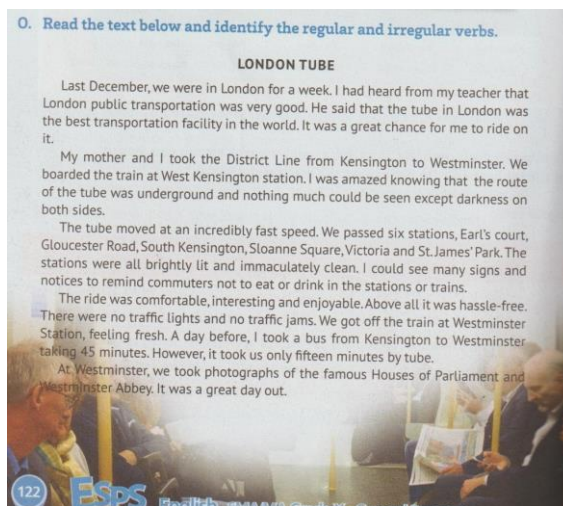 O. Read the text below and identify the regular and irregular verbs.
LONDON TUBE
Last December, we were in London for a week. I had heard from my teacher that
London public transportation was very good. He said that the tube in London was
the best transportation facility in the world. It was a great chance for me to ride on
it.
My mother and I took the District Line from Kensington to Westminster. We
boarded the train at West Kensington station. I was amazed knowing that the route
of the tube was underground and nothing much could be seen except darkness on
both sides.
The tube moved at an incredibly fast speed. We passed six stations, Earl's court,
Gloucester Road, South Kensington, Sloanne Square, Victoria and St. James' Park. The
stations were all brightly lit and immaculately clean. I could see many signs and
notices to remind commuters not to eat or drink in the stations or trains.
The ride was comfortable, interesting and enjoyable. Above all it was hassle-free.
There were no traffic lights and no traffic jams. We got off the train at Westminster
Station, feeling fresh. A day before, I took a bus from Kensington to Westminster
taking 45 minutes. However, it took us only fifteen minutes by tube.
At Westminster, we took photographs of the famous Houses of Parliament and
Westminster Abbey. It was a great day out.
122
ESPS English